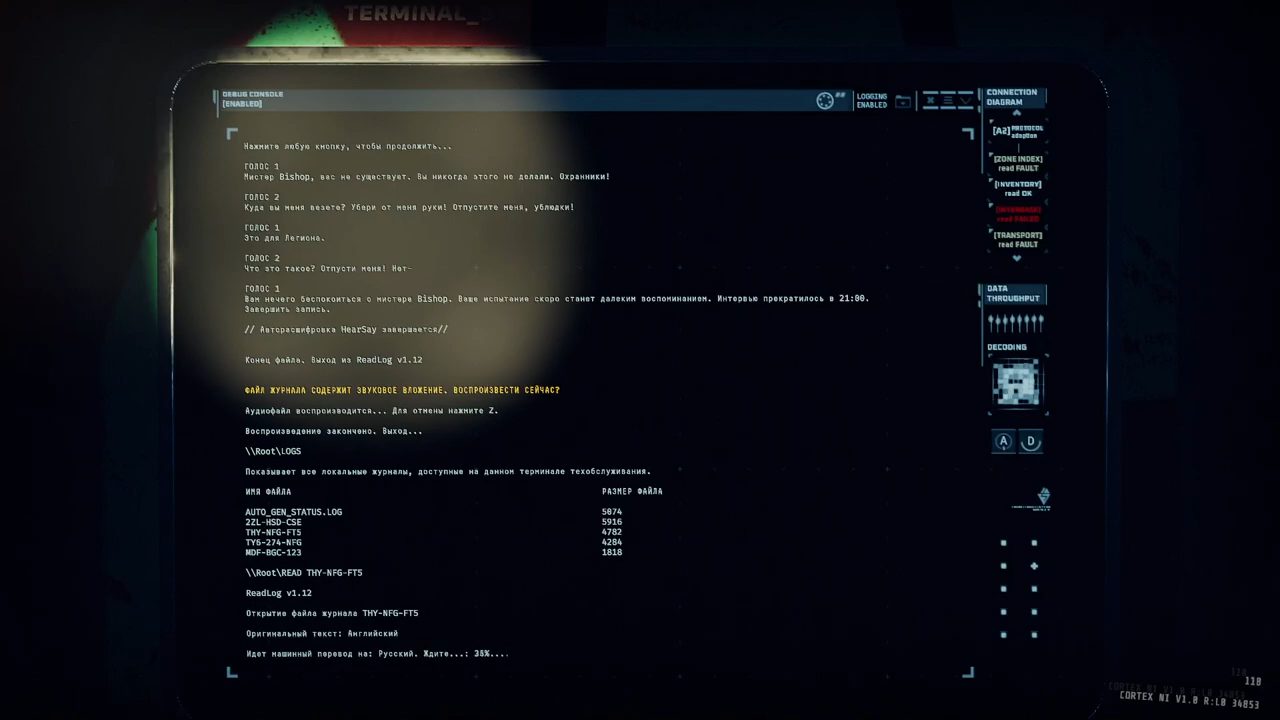 TERMINAL_
DEBUG CONSOLE
[ENABLED]
LOGGING
ENABLED
Нажмите любую кнопку, чтобы продолжить...
ГОЛОС 1
Мистер Bishop, вас не существует. Вы никогда этого не делали. Охранники!
ГОЛОС 2
Куда вы меня везете? Убери от меня руки! Отпустите меня, ублюдки!
ГОЛОС 1
Это для Легиона.
ГОЛОС 2
Что это такое? Отпусти меня! Нет-
ГОЛОС 1
Вам нечего беспокоиться о мистере Bishop. Ваше испытание скоро станет далеким воспоминанием. Интервью прекратилось в 21:00.
Завершить запись.
// Авторасшифровка HearSay завершается//
Конец файла. Выход из ReadLog v1.12
ФАЙЛ ЖУРНАЛА СОДЕРЖИТ ЗВУКОВОЕ ВЛОЖЕНИЕ. ВОСПРОИЗВЕСТИ СЕЙЧАС?
Аудиофайл воспроизводится... Для отмены нажмите Z.
Воспроизведение закончено. Выход...
\\Root\LOGS
Показывает все локальные журналы, доступные на данном терминале техобслуживания.
ИМЯ ФАЙЛА РАЗМЕР ФАЙЛА
AUTO_GEN_STATUS.LOG 5074
2ZL-HSD-CSE 5916
THY-NFG-FT5 4782
TY6-274-NFG 4284
MDF-BGC-123 1818
\\Root\READ THY-NFG-FT5
ReadLog v1.12
Открытие файла журнала THY-NFG-FT5
Оригинальный текст: Английский
Идет машинный перевод на: Русский. Ждите...: 36%....
CONNECTION
DIAGRAM
[A2] PROTOCOL
adaption
[ZONE INDEX]
read FAULT
[INVENTORY]
read OK
read FAILED
[TRANSPORT]
read FAULT
DATA
THROUGHPUT
DECODING
A D
118
118
CORTEX NI V1.0 R:L0 34853
CORTEX NI V1.0 R:L0 34853